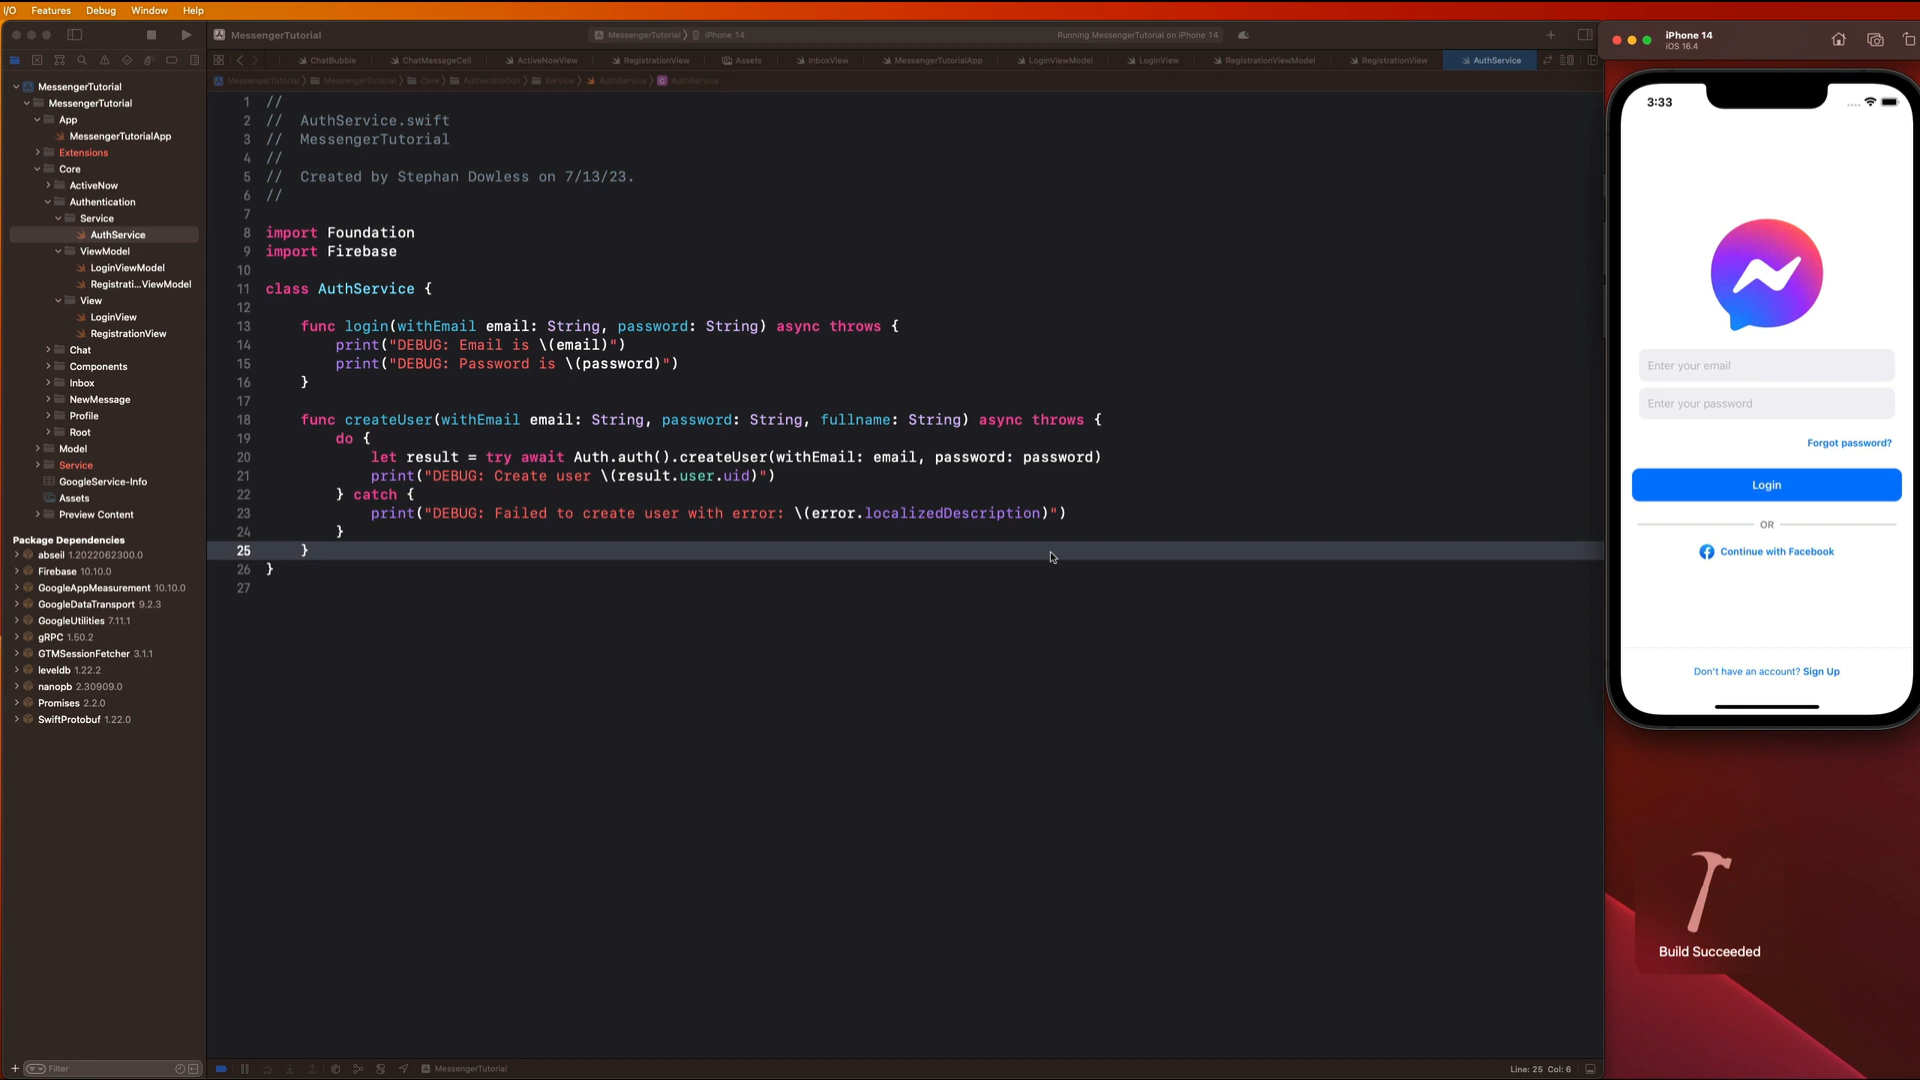 I/O Features Debug Window Help
MessengerTutorial
MessengerTutorial
App
MessengerTutorialApp
Extensions
Core
ActiveNow
Authentication
Service
AuthService
ViewModel
LoginViewModel
Registrati...ViewModel
View
LoginView
RegistrationView
Chat
Components
Inbox
NewMessage
Profile
Root
Model
Service
GoogleService-Info
Assets
Preview Content
Package Dependencies
abseil 1.2022062300.0
Firebase 10.10.0
GoogleAppMeasurement 10.10.0
GoogleDataTransport 9.2.3
GoogleUtilities 7.11.1
gRPC 1.50.2
GTMSessionFetcher 3.1.1
leveldb 1.22.2
nanopb 2.30909.0
Promises 2.2.0
SwiftProtobuf 1.22.0
Filter
MessengerTutorial MessengerTutorial iPhone 14 Running MessengerTutorial on iPhone 14
ChatBubble ChatMessageCell ActiveNowView RegistrationView Assets InboxView MessengerTutorialApp LoginViewModel LoginView RegistrationViewModel RegistrationView AuthService
MessengerTutorial MessengerTutorial Core Authentication Service AuthService AuthService
1 //
2 //  AuthService.swift
3 //  MessengerTutorial
4 //
5 //  Created by Stephan Dowless on 7/13/23.
6 //
7
8 import Foundation
9 import Firebase
10
11 class AuthService {
12
13     func login(withEmail email: String, password: String) async throws {
14         print("DEBUG: Email is \(email)")
15         print("DEBUG: Password is \(password)")
16     }
17
18     func createUser(withEmail email: String, password: String, fullname: String) async throws {
19         do {
20             let result = try await Auth.auth().createUser(withEmail: email, password: password)
21             print("DEBUG: Create user \(result.user.uid)")
22         } catch {
23             print("DEBUG: Failed to create user with error: \(error.localizedDescription)")
24         }
25     }
26 }
27
MessengerTutorial
Line: 25 Col: 6
iPhone 14
iOS 16.4
3:33
Enter your email
Enter your password
Forgot password?
Login
OR
Continue with Facebook
Don't have an account? Sign Up
Build Succeeded